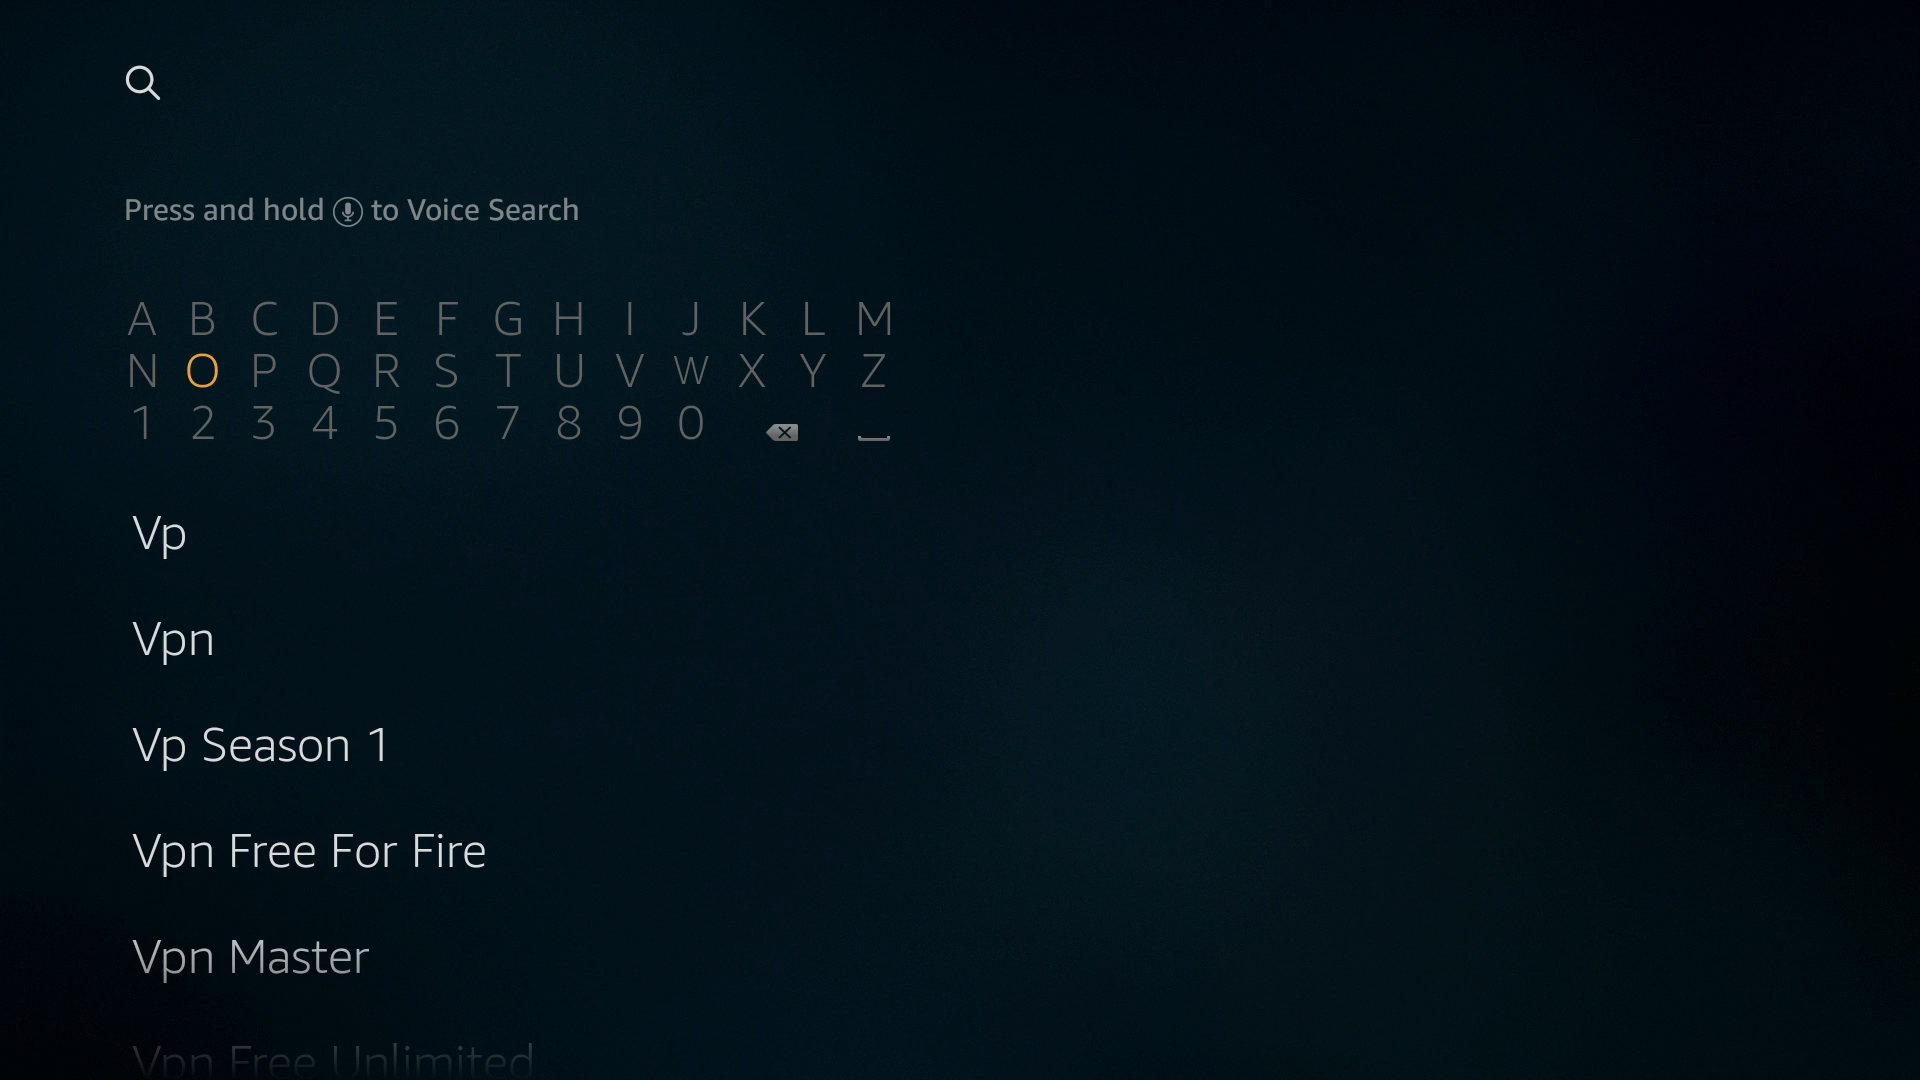 Press and hold to Voice Search
A B C D E F G H I J K L M
N O P Q R S T U V W X Y Z
1 2 3 4 5 6 7 8 9 0
Vp
Vpn
Vp Season 1
Vpn Free For Fire
Vpn Master
Vpn Free Unlimited